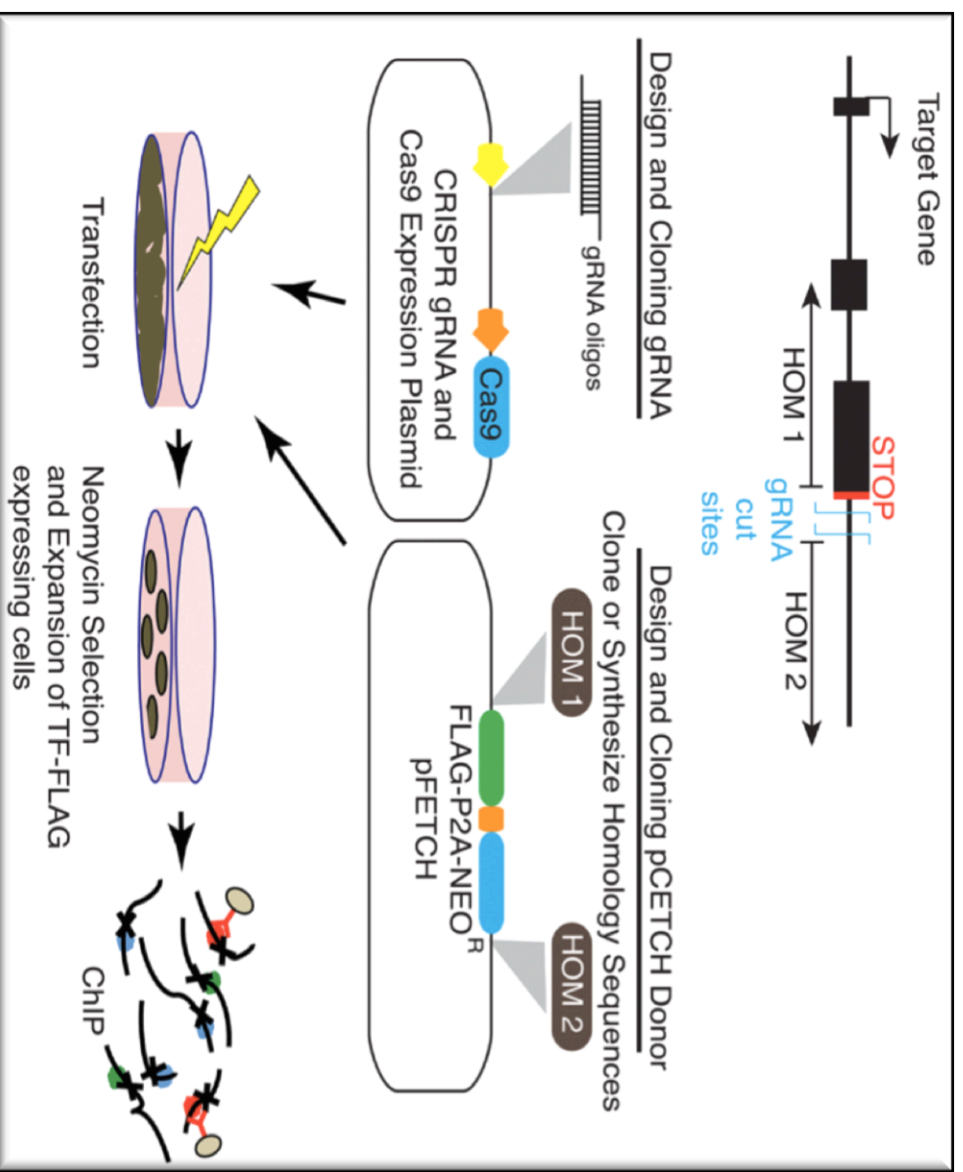 Target Gene
STOP
HOM 1
HOM 2
gRNA
cut
sites
Design and Cloning gRNA
gRNA oligos
Cas9
CRISPR gRNA and
Cas9 Expression Plasmid
Design and Cloning pCETCH Donor
Clone or Synthesize Homology Sequences
HOM 1
HOM 2
FLAG-P2A-NEOᴿ
pFETCH
Transfection
Neomycin Selection
and Expansion of TF-FLAG
expressing cells
ChIP